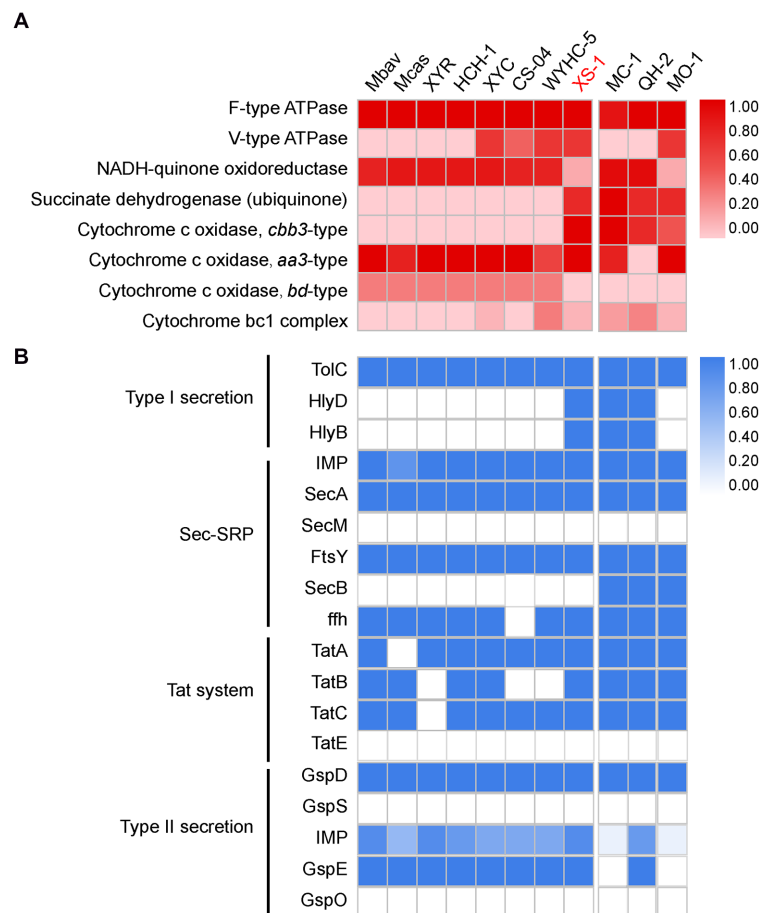 A
Mbav Mcas XYR HCH-1 XYC CS-04 WYHC-5 XS-1 MC-1 QH-2 MO-1
F-type ATPase
V-type ATPase
NADH-quinone oxidoreductase
Succinate dehydrogenase (ubiquinone)
Cytochrome c oxidase, cbb3-type
Cytochrome c oxidase, aa3-type
Cytochrome c oxidase, bd-type
Cytochrome bc1 complex
1.00
0.80
0.60
0.40
0.20
0.00
B
Type I secretion
TolC
HlyD
HlyB
Sec-SRP
IMP
SecA
SecM
FtsY
SecB
ffh
Tat system
TatA
TatB
TatC
TatE
Type II secretion
GspD
GspS
IMP
GspE
GspO
1.00
0.80
0.60
0.40
0.20
0.00